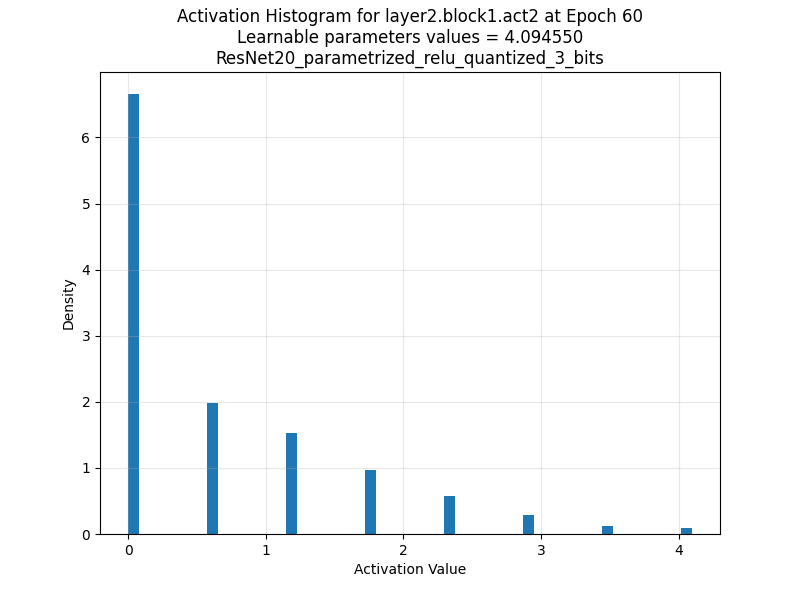 Activation Histogram for layer2.block1.act2 at Epoch 60
Learnable parameters values = 4.094550
ResNet20_parametrized_relu_quantized_3_bits
6
5
4
3
2
1
0
Density
0 1 2 3 4
Activation Value